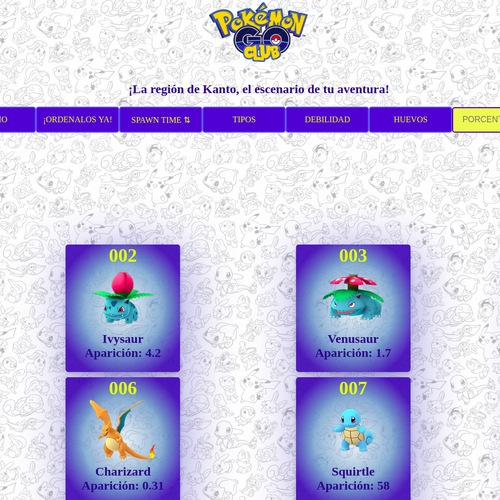 Pokémon
GO
CLUB
¡La región de Kanto, el escenario de tu aventura!
¡ORDENALOS YA!
SPAWN TIME ⇅
TIPOS
DEBILIDAD
HUEVOS
PORCENT
002
Ivysaur
Aparición: 4.2
003
Venusaur
Aparición: 1.7
006
Charizard
Aparición: 0.31
007
Squirtle
Aparición: 58